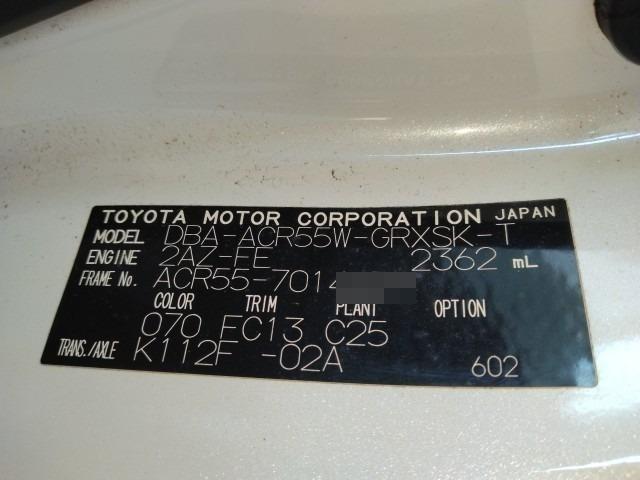 TOYOTA MOTOR CORPORATION JAPAN
MODEL DBA-ACR55W-GRXSK-T
ENGINE 2AZ-FE 2362 mL
FRAME No. ACR55-7014
COLOR TRIM PLANT OPTION
070 FC13 C25
TRANS./AXLE K112F -02A
602